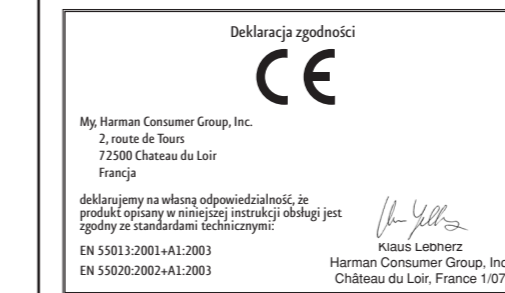 Deklaracja zgodności
CE
My, Harman Consumer Group, Inc.
2, route de Tours
72500 Chateau du Loir
Francja
deklarujemy na własną odpowiedzialność, że
produkt opisany w niniejszej instrukcji obsługi jest
zgodny ze standardami technicznymi:
EN 55013:2001+A1:2003
EN 55020:2002+A1:2003
Klaus Lebherz
Harman Consumer Group, Inc
Château du Loir, France 1/07